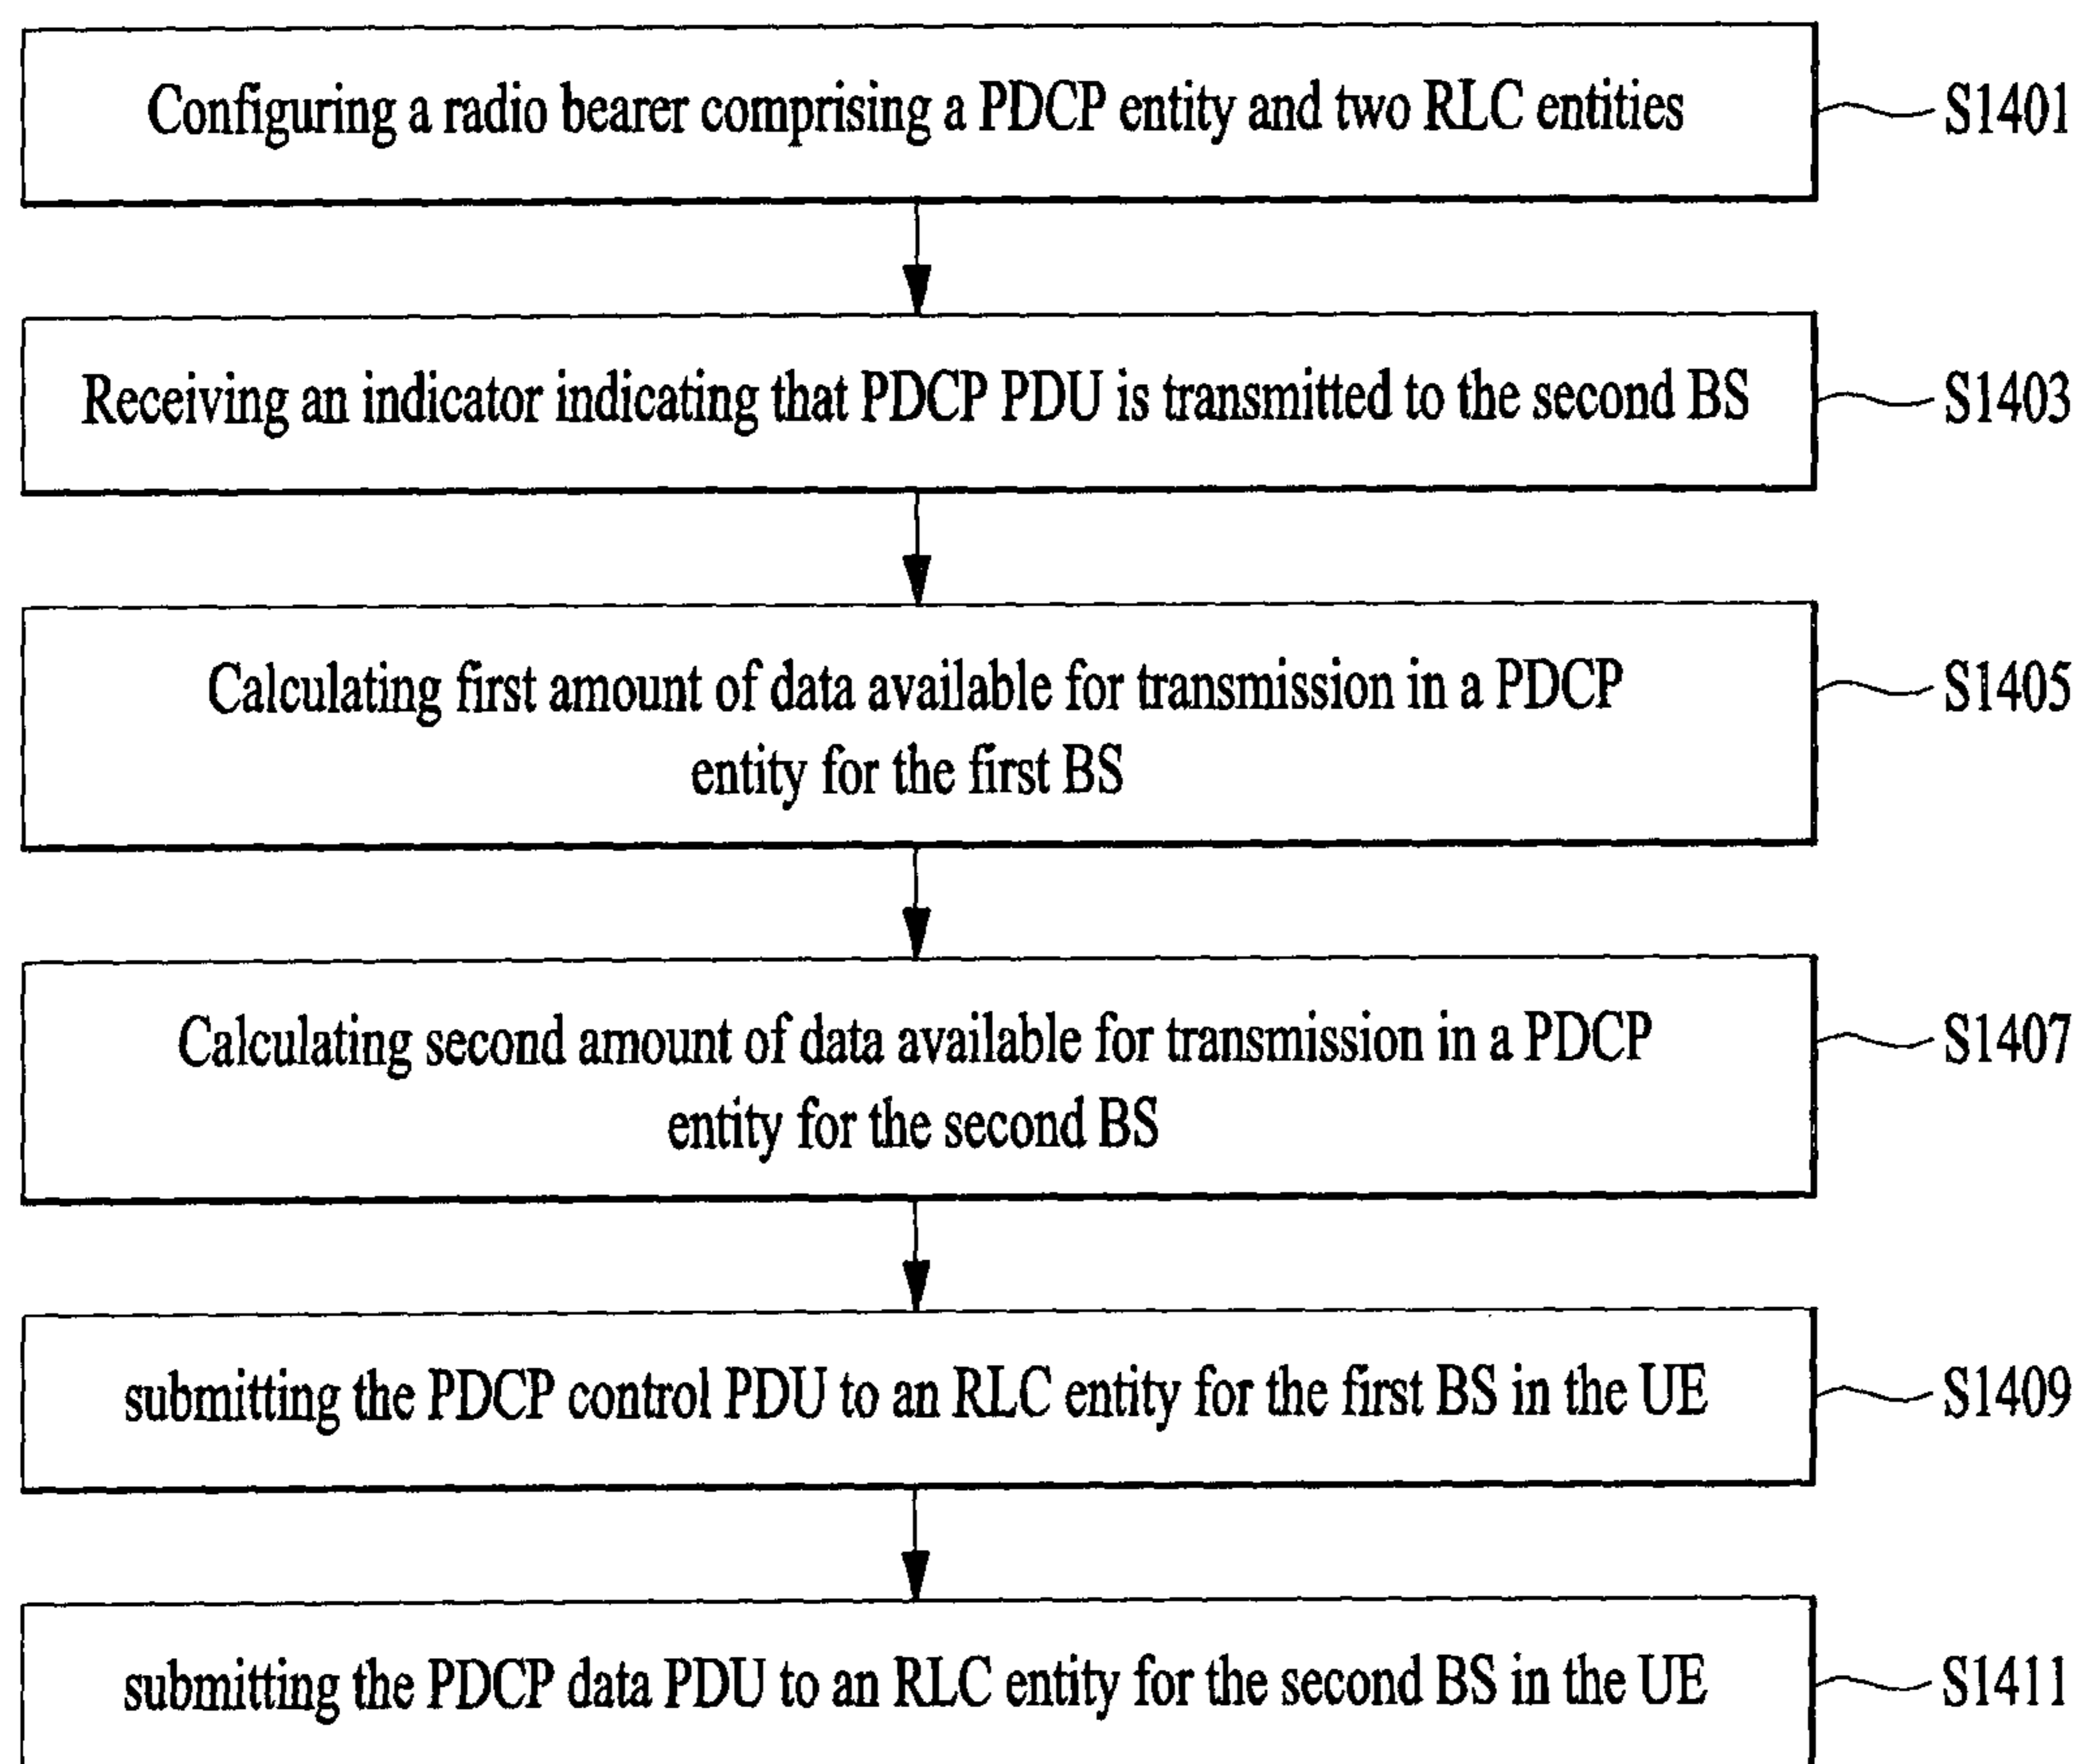 Configuring a radio bearer comprising a PDCP entity and two RLC entities
S1401
Receiving an indicator indicating that PDCP PDU is transmitted to the second BS
S1403
Calculating first amount of data available for transmission in a PDCP
entity for the first BS
S1405
Calculating second amount of data available for transmission in a PDCP
entity for the second BS
S1407
submitting the PDCP control PDU to an RLC entity for the first BS in the UE
S1409
submitting the PDCP data PDU to an RLC entity for the second BS in the UE
S1411